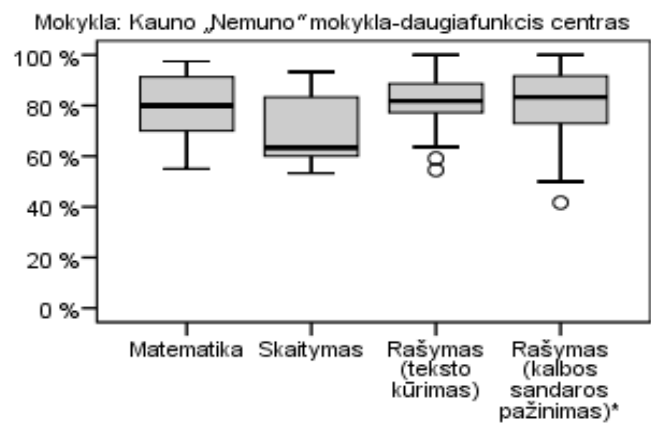 Mokykla: Kauno „Nemuno“ mokykla-daugiafunkcis centras
100 %
80 %
60 %
40 %
20 %
0 %
Matematika
Skaitymas
Rašymas
(teksto
kūrimas)
Rašymas
(kalbos
sandaros
pažinimas)*